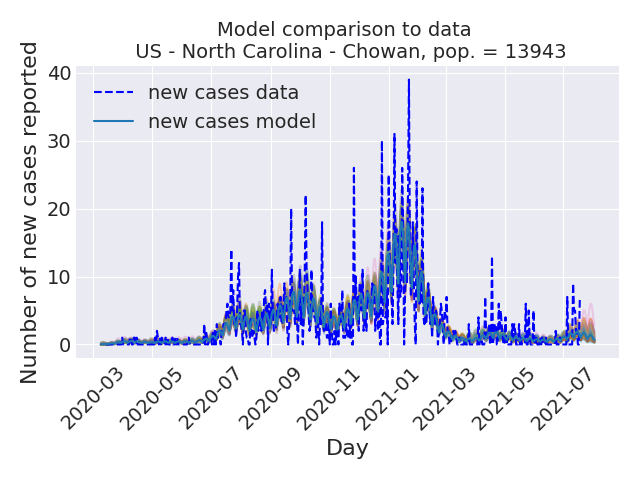 Model comparison to data
US - North Carolina - Chowan, pop. = 13943
Number of new cases reported
40
30
20
10
0
new cases data
new cases model
2020-03
2020-05
2020-07
2020-09
2020-11
2021-01
2021-03
2021-05
2021-07
Day